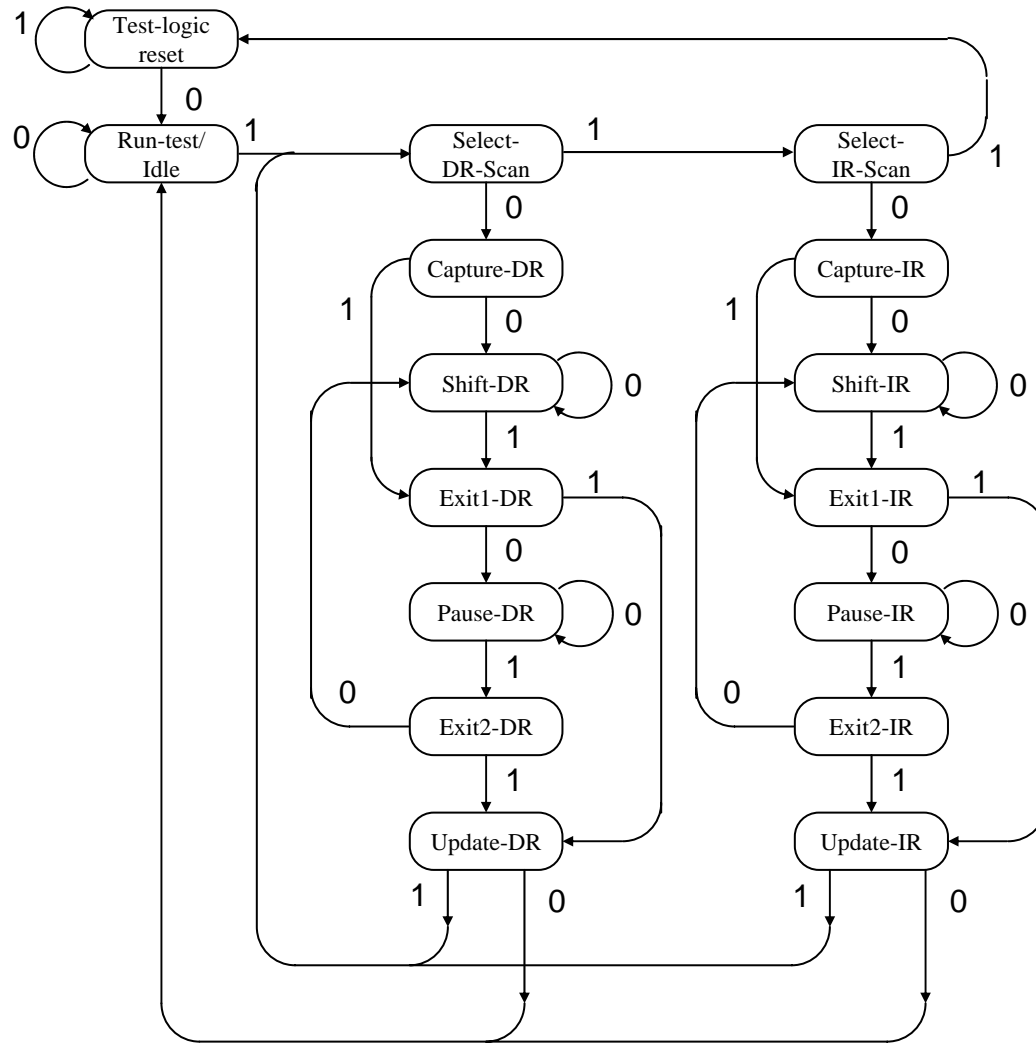 1
Test-logic
reset
0
0
Run-test/
Idle
1
Select-
DR-Scan
1
Select-
IR-Scan
1
0
0
Capture-DR
Capture-IR
1
0
1
0
Shift-DR
0
Shift-IR
0
1
1
Exit1-DR
1
Exit1-IR
1
0
0
Pause-DR
0
Pause-IR
0
1
1
0
0
Exit2-DR
Exit2-IR
1
1
Update-DR
Update-IR
1
0
1
0